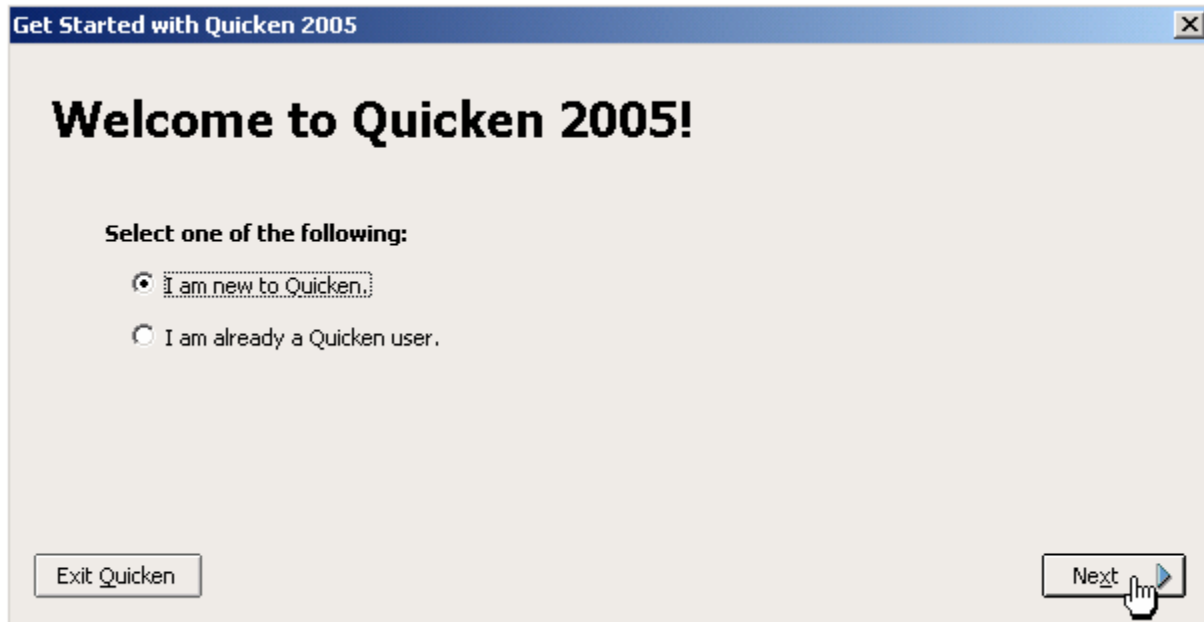 Get Started with Quicken 2005
Welcome to Quicken 2005!
Select one of the following:
I am new to Quicken.
I am already a Quicken user.
Exit Quicken
Next